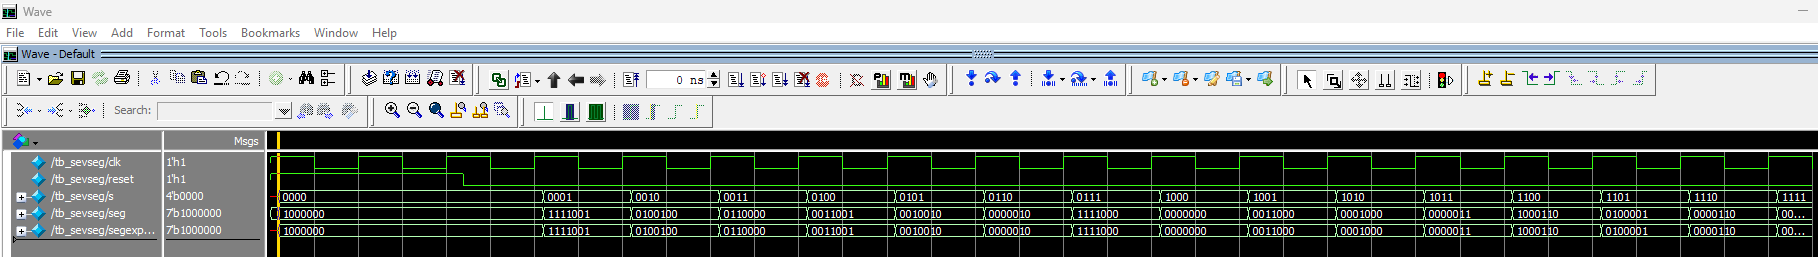 Wave
File Edit View Add Format Tools Bookmarks Window Help
Wave - Default
0 ns
Search:
Msgs
/tb_sevseg/clk 1'h1
/tb_sevseg/reset 1'h1
/tb_sevseg/s 4'b0000 0000 0001 0010 0011 0100 0101 0110 0111 1000 1001 1010 1011 1100 1101 1110 1111
/tb_sevseg/seg 7'b1000000 1000000 1111001 0100100 0110000 0011001 0010010 0000010 1111000 0000000 0011000 0001000 0000011 1000110 0100001 0000110 00...
/tb_sevseg/segexp... 7'b1000000 1000000 1111001 0100100 0110000 0011001 0010010 0000010 1111000 0000000 0011000 0001000 0000011 1000110 0100001 0000110 00...